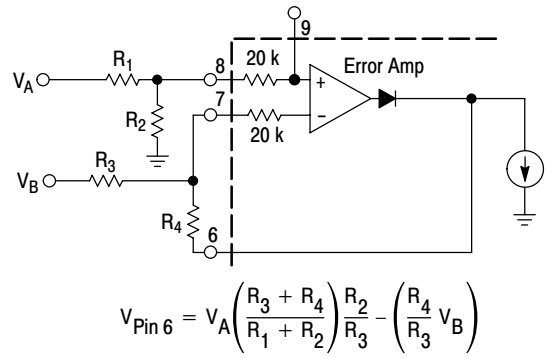 9
8
20 k
Error Amp
R1
VA
+
7
R2
−
20 k
R3
VB
R4
6
V Pin 6 = VA ( (R3 + R4) / (R1 + R2) ) R2 / R3 − ( R4 / R3 VB )